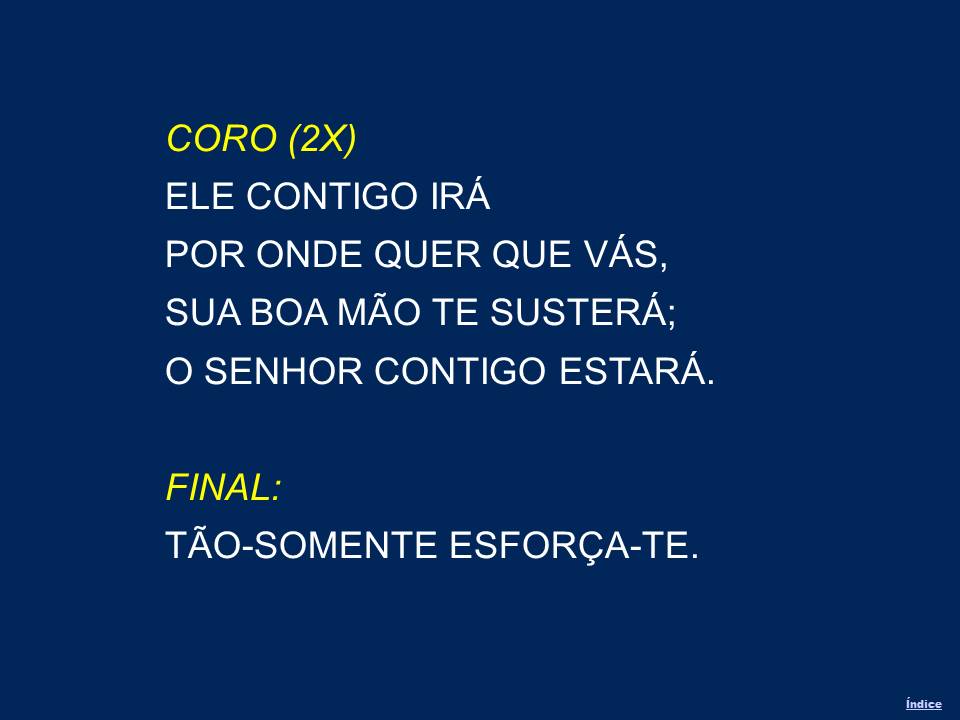 CORO (2X)
ELE CONTIGO IRÁ
POR ONDE QUER QUE VÁS,
SUA BOA MÃO TE SUSTERÁ;
O SENHOR CONTIGO ESTARÁ.
FINAL:
TÃO-SOMENTE ESFORÇA-TE.
Índice